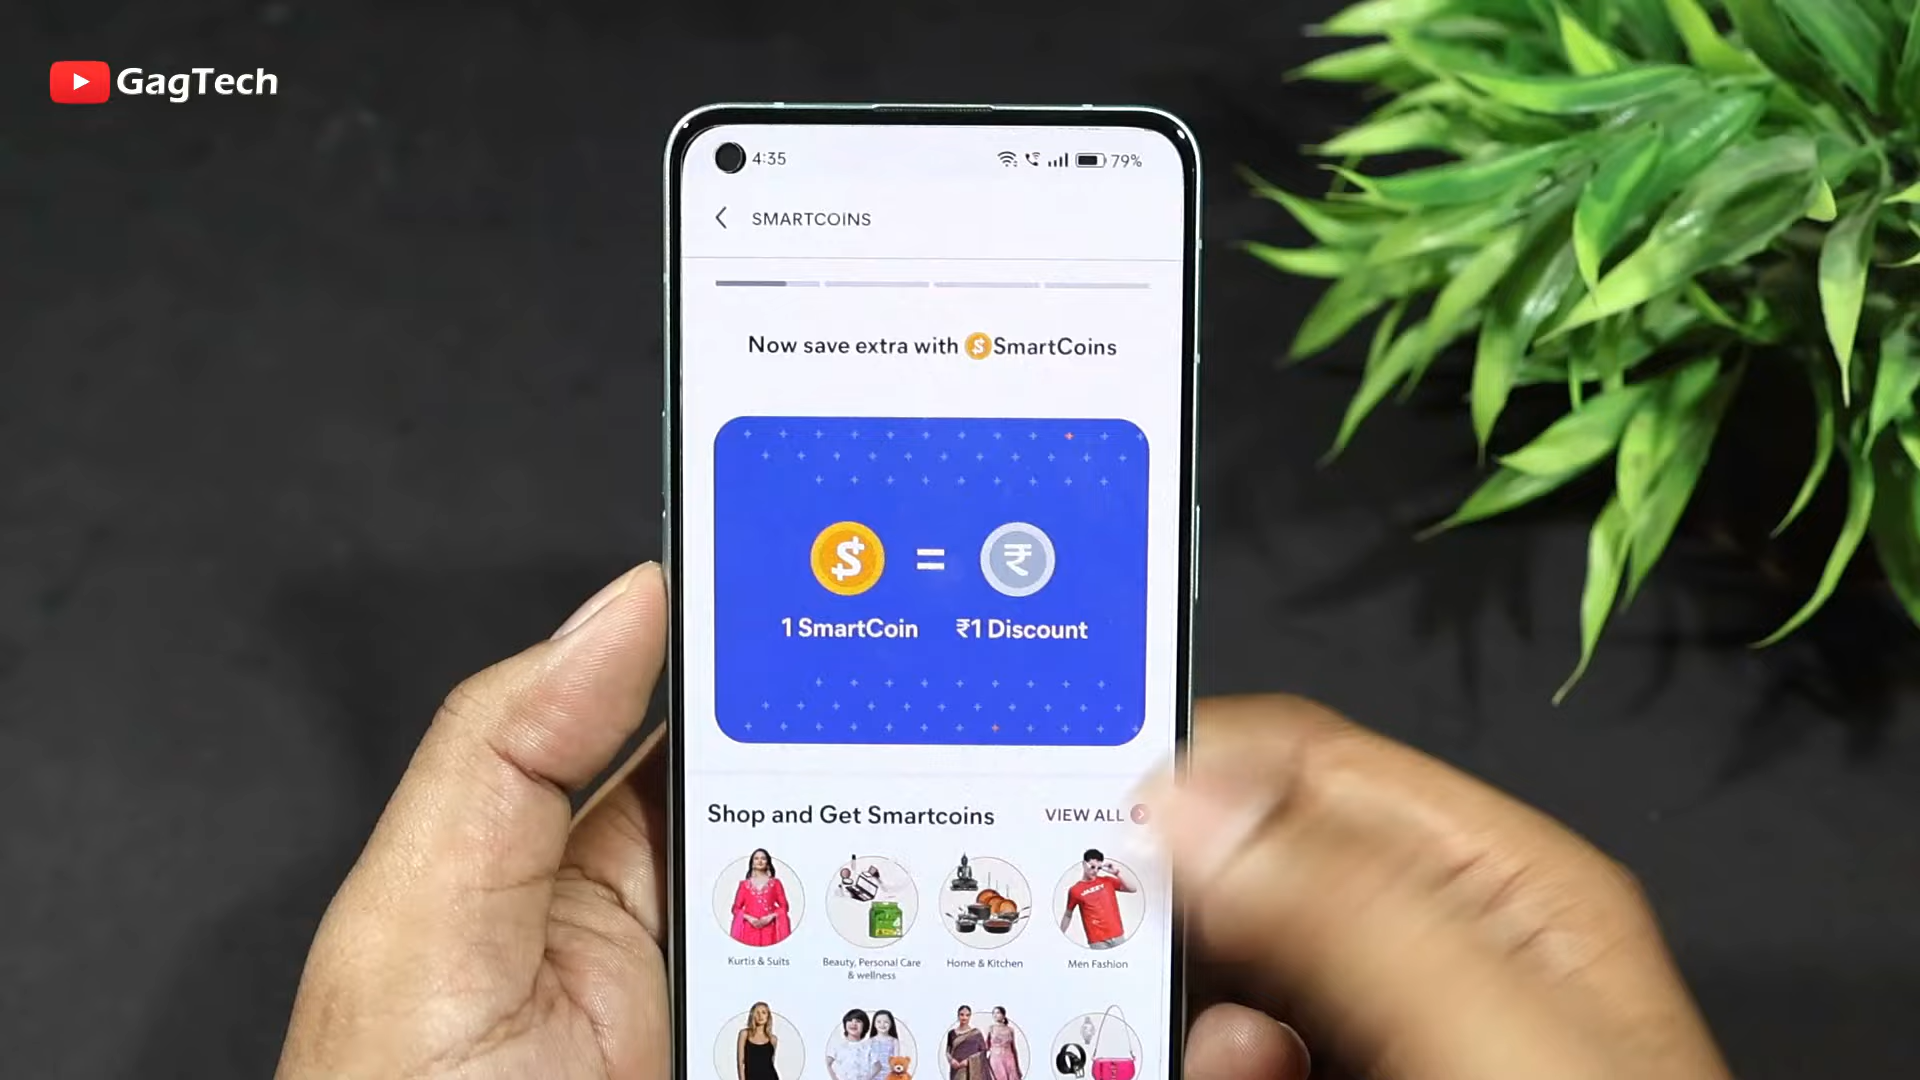 GagTech
4:35
79%
SMARTCOINS
Now save extra with SmartCoins
$ = ₹
1 SmartCoin ₹1 Discount
Shop and Get Smartcoins VIEW ALL
JAZZY
Kurtis & Suits
Beauty, Personal Care
& wellness
Home & Kitchen
Men Fashion